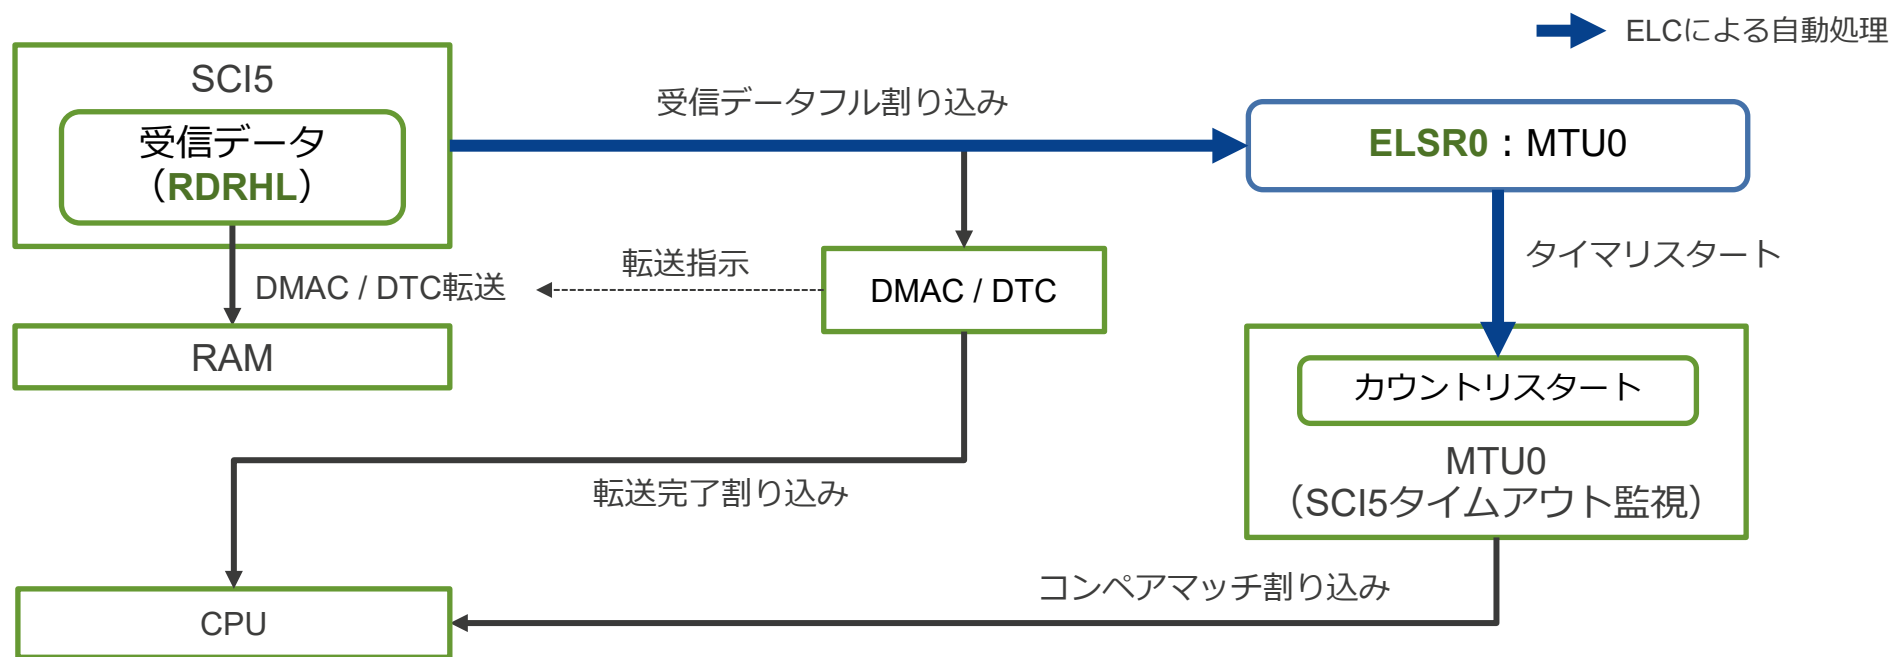 ELCによる自動処理
SCI5
受信データフル割り込み
受信データ
（RDRHL）
ELSR0：MTU0
タイマリスタート
転送指示
DMAC / DTC転送
DMAC / DTC
RAM
カウントリスタート
MTU0
（SCI5タイムアウト監視）
転送完了割り込み
コンペアマッチ割り込み
CPU